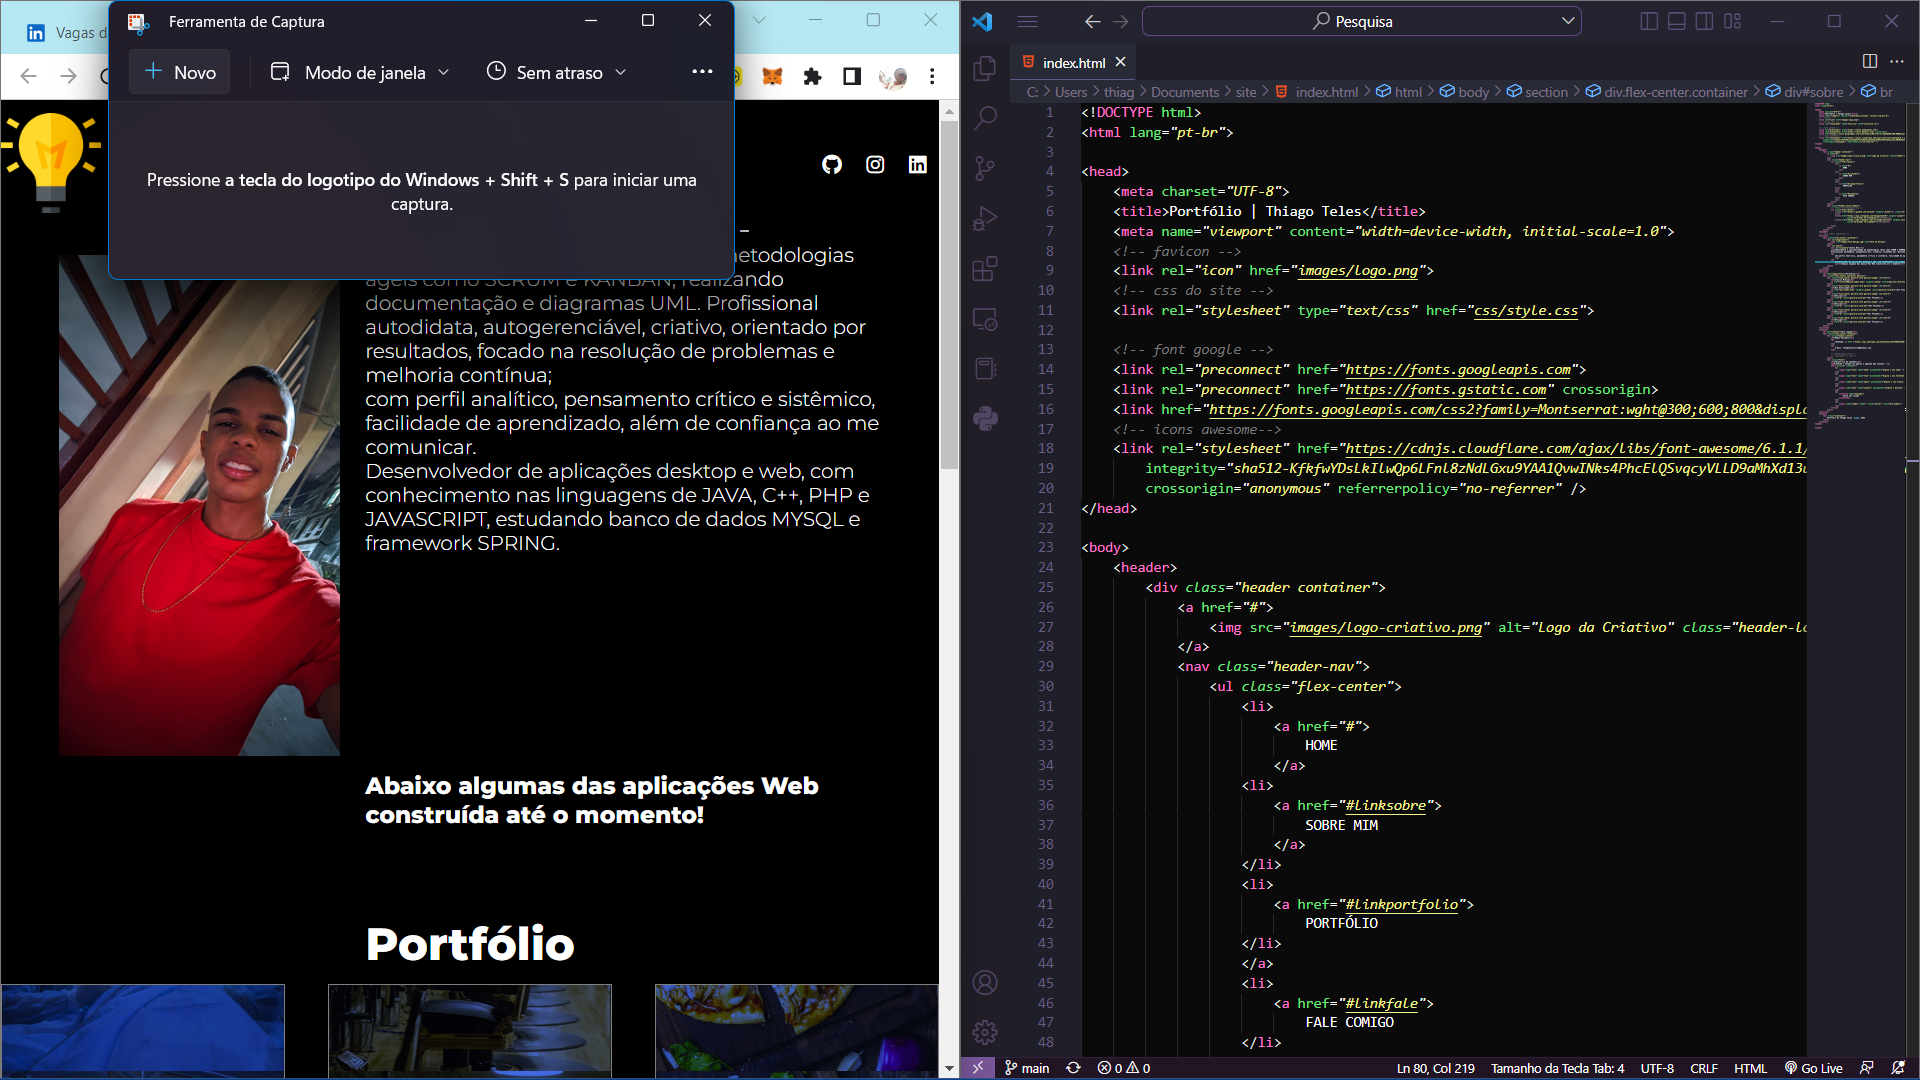 Vagas d
Ferramenta de Captura
Novo
Modo de janela
Sem atraso
Pressione a tecla do logotipo do Windows + Shift + S para iniciar uma
captura.
etodologias
ágeis como SCRUM e KANBAN, realizando
documentação e diagramas UML. Profissional
autodidata, autogerenciável, criativo, orientado por
resultados, focado na resolução de problemas e
melhoria contínua;
com perfil analítico, pensamento crítico e sistêmico,
facilidade de aprendizado, além de confiança ao me
comunicar.
Desenvolvedor de aplicações desktop e web, com
conhecimento nas linguagens de JAVA, C++, PHP e
JAVASCRIPT, estudando banco de dados MYSQL e
framework SPRING.
Abaixo algumas das aplicações Web
construída até o momento!
Portfólio
Pesquisa
index.html
C: > Users > thiag > Documents > site > index.html > html > body > section > div.flex-center.container > div#sobre > br
1 <!DOCTYPE html>
2 <html lang="pt-br">
3
4 <head>
5 <meta charset="UTF-8">
6 <title>Portfólio | Thiago Teles</title>
7 <meta name="viewport" content="width=device-width, initial-scale=1.0">
8 <!-- favicon -->
9 <link rel="icon" href="images/logo.png">
10 <!-- css do site -->
11 <link rel="stylesheet" type="text/css" href="css/style.css">
12
13 <!-- font google -->
14 <link rel="preconnect" href="https://fonts.googleapis.com">
15 <link rel="preconnect" href="https://fonts.gstatic.com" crossorigin>
16 <link href="https://fonts.googleapis.com/css2?family=Montserrat:wght@300;600;800&displa
17 <!-- icons awesome-->
18 <link rel="stylesheet" href="https://cdnjs.cloudflare.com/ajax/libs/font-awesome/6.1.1/
19 integrity="
20 crossorigin="anonymous" referrerpolicy="no-referrer" />
21 </head>
22
23 <body>
24 <header>
25 <div class="header container">
26 <a href="#">
27 <img src="images/logo-criativo.png" alt="Logo da Criativo" class="header-lo
28 </a>
29 <nav class="header-nav">
30 <ul class="flex-center">
31 <li>
32 <a href="#">
33 HOME
34 </a>
35 <li>
36 <a href="#linksobre">
37 SOBRE MIM
38 </a>
39 </li>
40 <li>
41 <a href="#linkportfolio">
42 PORTFÓLIO
43 </li>
44 </a>
45 <li>
46 <a href="#linkfale">
47 FALE COMIGO
48 </li>
main
0 0
Ln 80, Col 219
Tamanho da Tecla Tab: 4
UTF-8
CRLF
HTML
Go Live